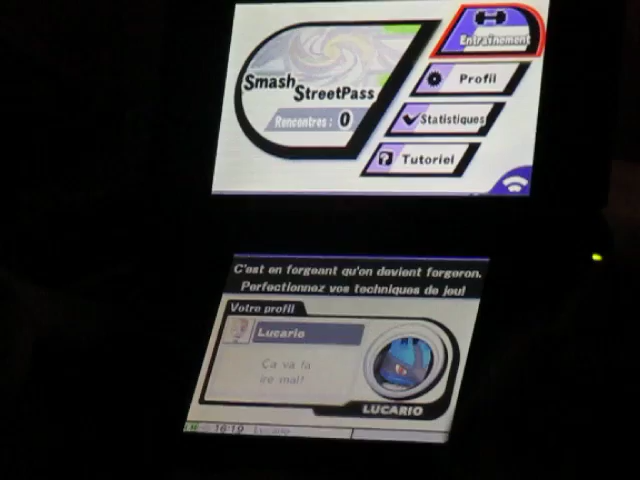 Entraînement
Smash
StreetPass
Profil
Rencontres : 0
Statistiques
Tutoriel
C'est en forgeant qu'on devient forgeron.
Perfectionnez vos techniques de jeu!
Votre profil
Lucario
Ça va fa
ire mal!
LUCARIO
16:19 Lucario